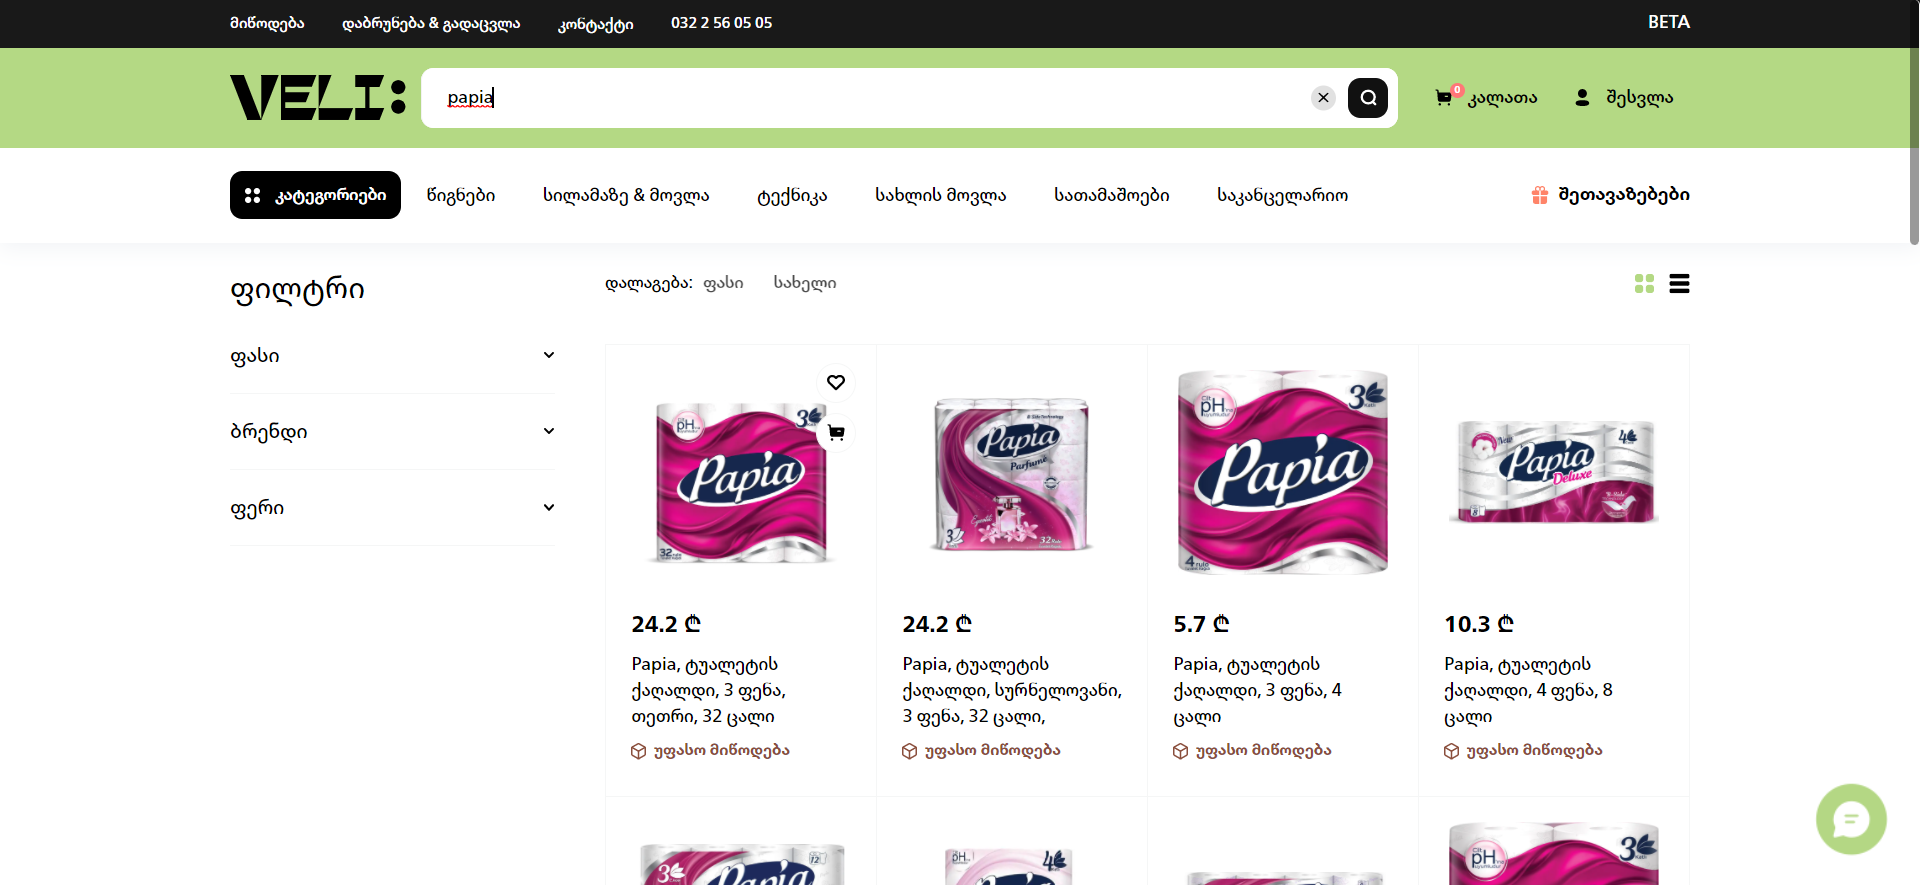 მიწოდება დაბრუნება & გადაცვლა კონტაქტი 032 2 56 05 05 BETA
VELI: papia 0 კალათა შესვლა
კატეგორიები წიგნები სილამაზე & მოვლა ტექნიკა სახლის მოვლა სათამაშოები საკანცელარიო შეთავაზებები
ფილტრი
ფასი
ბრენდი
ფერი
დალაგება: ფასი სახელი
pH 3
Papia
32
Papia
Parfume
3 32
pH 3
Papia
4 rulo
New 4
Papia
Deluxe
8
24.2 ₾
Papia, ტუალეტის
ქაღალდი, 3 ფენა,
თეთრი, 32 ცალი
უფასო მიწოდება
24.2 ₾
Papia, ტუალეტის
ქაღალდი, სურნელოვანი,
3 ფენა, 32 ცალი,
უფასო მიწოდება
5.7 ₾
Papia, ტუალეტის
ქაღალდი, 3 ფენა, 4
ცალი
უფასო მიწოდება
10.3 ₾
Papia, ტუალეტის
ქაღალდი, 4 ფენა, 8
ცალი
უფასო მიწოდება
3 12
Papia
pH 4
pH 3